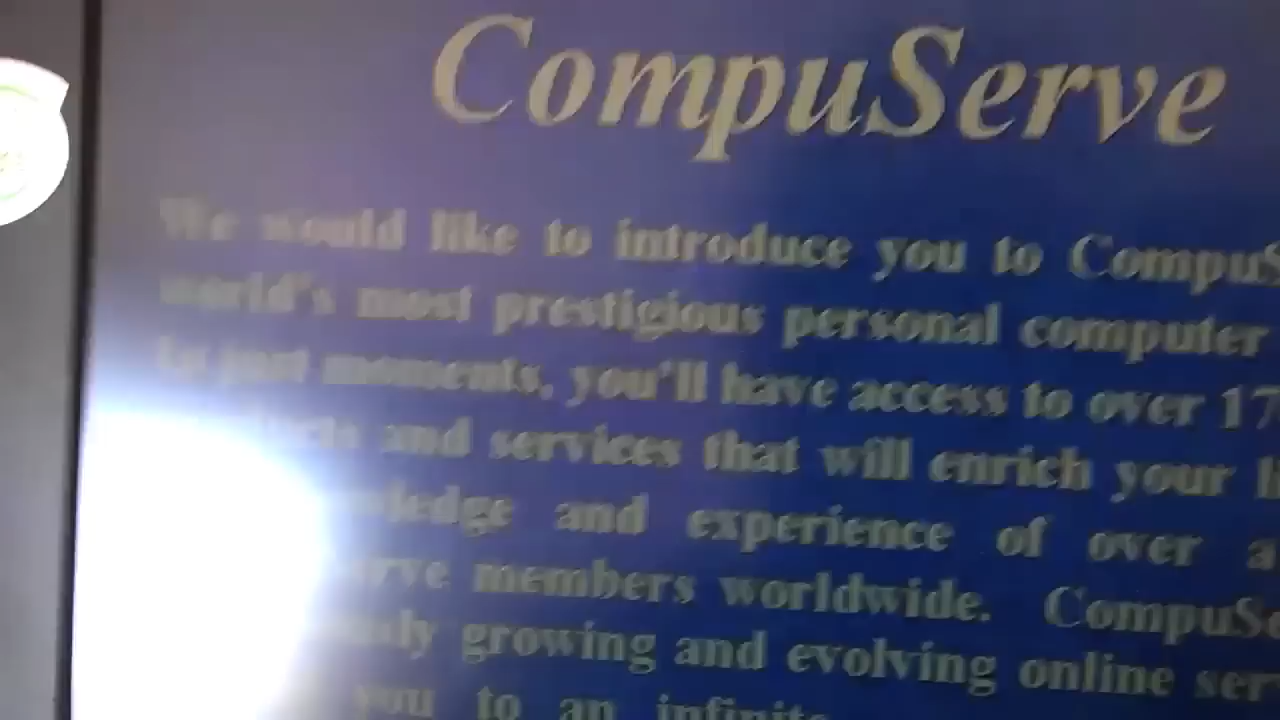 CompuServe
We would like to introduce you to CompuS
world's most prestigious personal computer
In just moments, you'll have access to over 17
and services that will enrich your
and experience of over
members worldwide. CompuSe
growing and evolving online serv
you to an infinite